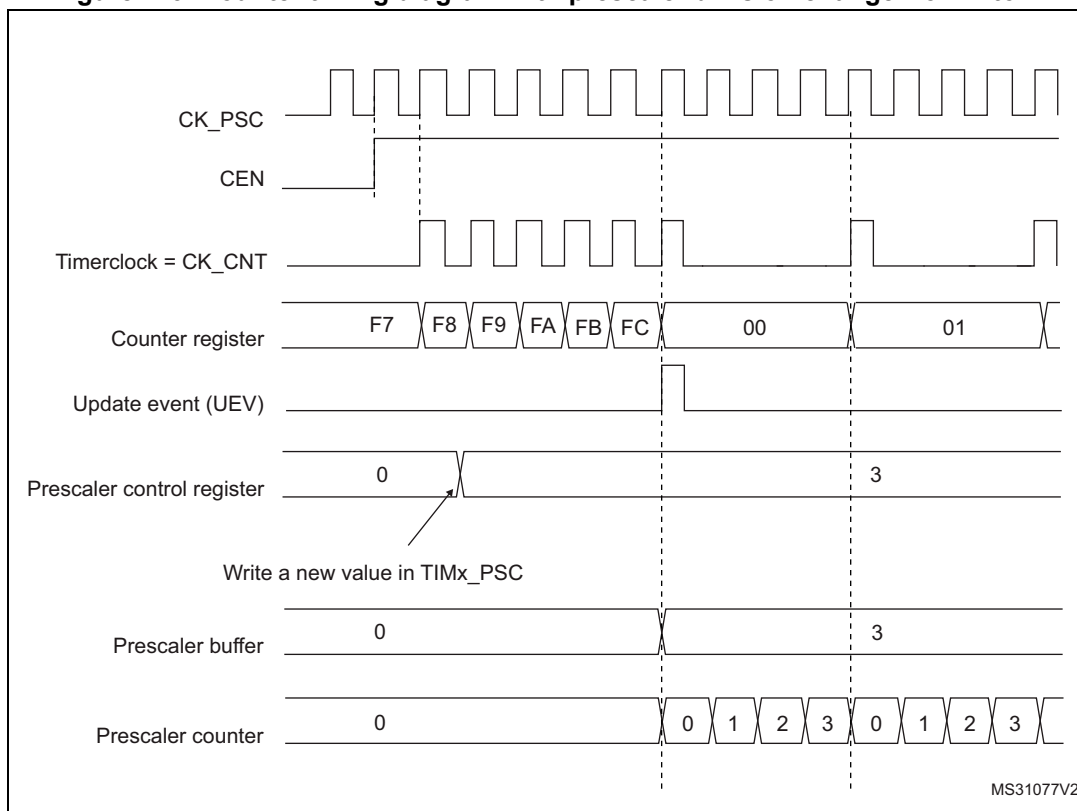 CK_PSC
CEN
Timerclock = CK_CNT
Counter register
F7 F8 F9 FA FB FC 00 01
Update event (UEV)
Prescaler control register
0 3
Write a new value in TIMx_PSC
Prescaler buffer
0 3
Prescaler counter
0 0 1 2 3 0 1 2 3
MS31077V2